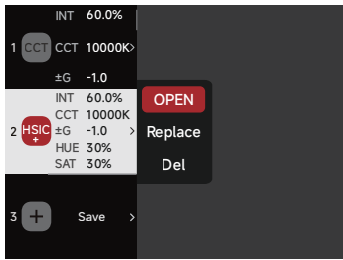 INT 60.0%
1 CCT CCT 10000K>
±G -1.0
INT 60.0%
CCT 10000K
2 HSIC+ ±G -1.0 >
HUE 30%
SAT 30%
OPEN
Replace
Del
3 + Save >